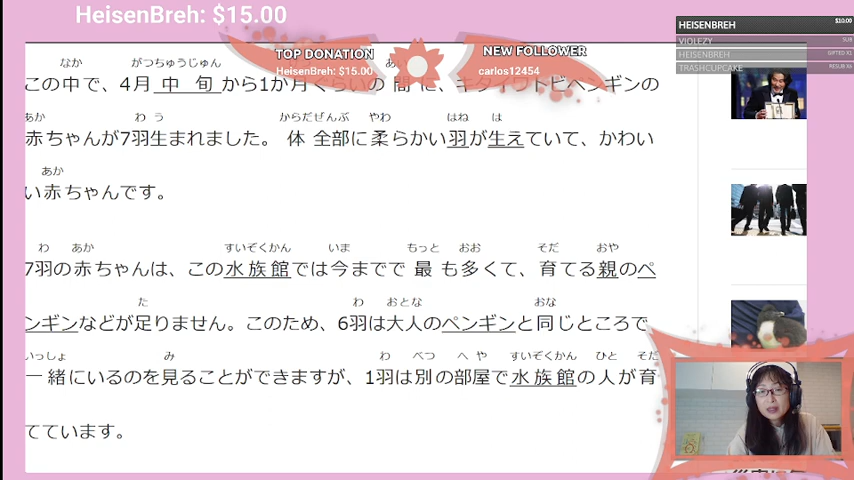 HeisenBreh: $15.00
TOP DONATION
HeisenBreh: $15.00
NEW FOLLOWER
carlos12454
HEISENBREH $10.00
VIOLEZY SUB
HEISENBREH GIFTED X1
TRASHCUPCAKE RESUB X6
なか がつちゅうじゅん あい
この中で、4月中旬から1か月ぐらいの間に、キタイワトビペンギンの
あか わ う からだぜんぶ やわ はね は
赤ちゃんが7羽生まれました。体全部に柔らかい羽が生えていて、かわい
あか
い赤ちゃんです。
わ あか すいぞくかん いま もっと おお そだ おや
7羽の赤ちゃんは、この水族館では今までで最も多くて、育てる親のペ
た わ おとな おな
ンギンなどが足りません。このため、6羽は大人のペンギンと同じところで
いっしょ み わ べつ へや すいぞくかん ひと そだ
一緒にいるのを見ることができますが、1羽は別の部屋で水族館の人が育
てています。